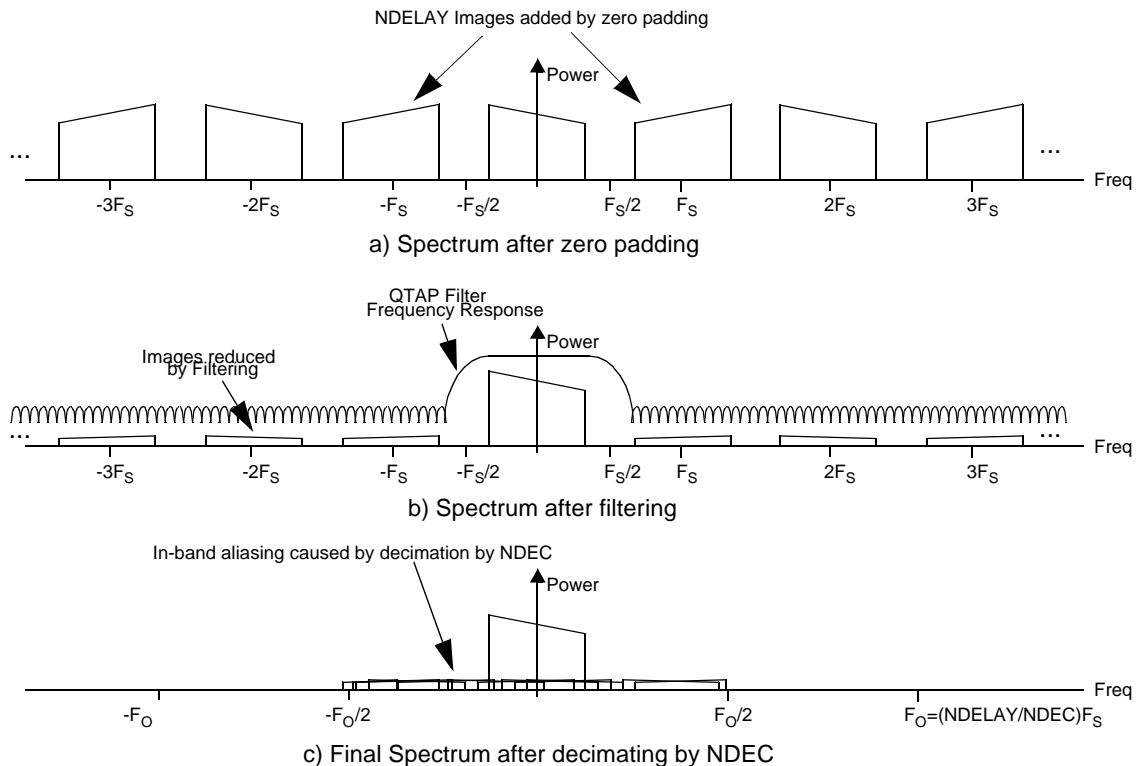 NDELAY Images added by zero padding
Power
...
...
Freq
-3FS
-2FS
-FS
-FS/2
FS/2
FS
2FS
3FS
a) Spectrum after zero padding
QTAP Filter
Frequency Response
Power
Images reduced
by Filtering
...
...
Freq
-3FS
-2FS
-FS
-FS/2
FS/2
FS
2FS
3FS
b) Spectrum after filtering
In-band aliasing caused by decimation by NDEC
Power
Freq
-FO
-FO/2
FO/2
FO=(NDELAY/NDEC)FS
c) Final Spectrum after decimating by NDEC